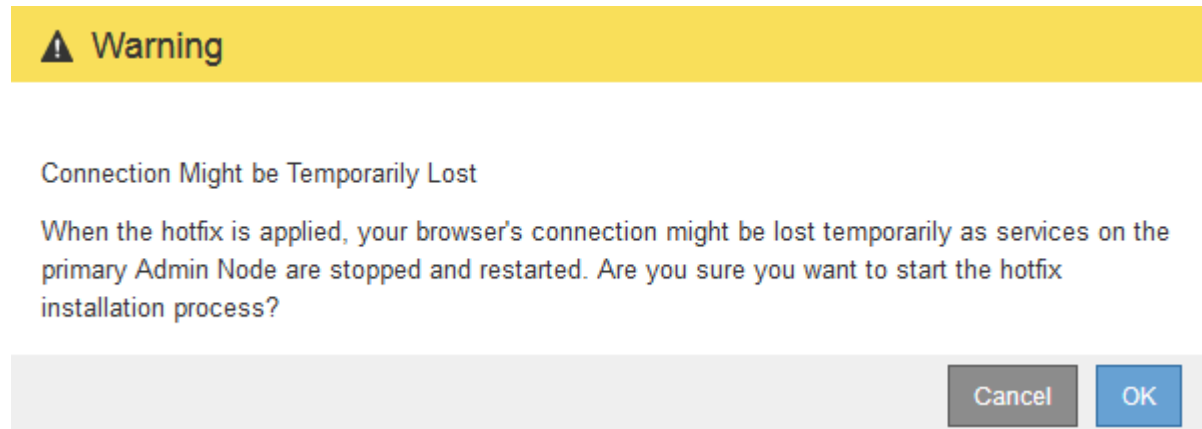 Warning
Connection Might be Temporarily Lost
When the hotfix is applied, your browser's connection might be lost temporarily as services on the
primary Admin Node are stopped and restarted. Are you sure you want to start the hotfix
installation process?
Cancel OK